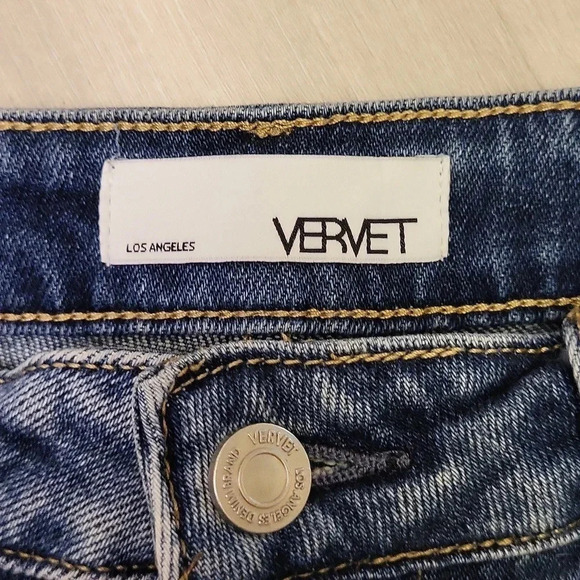 LOS ANGELES VERVET
VERVET
LOS ANGELES DENIM BRAND